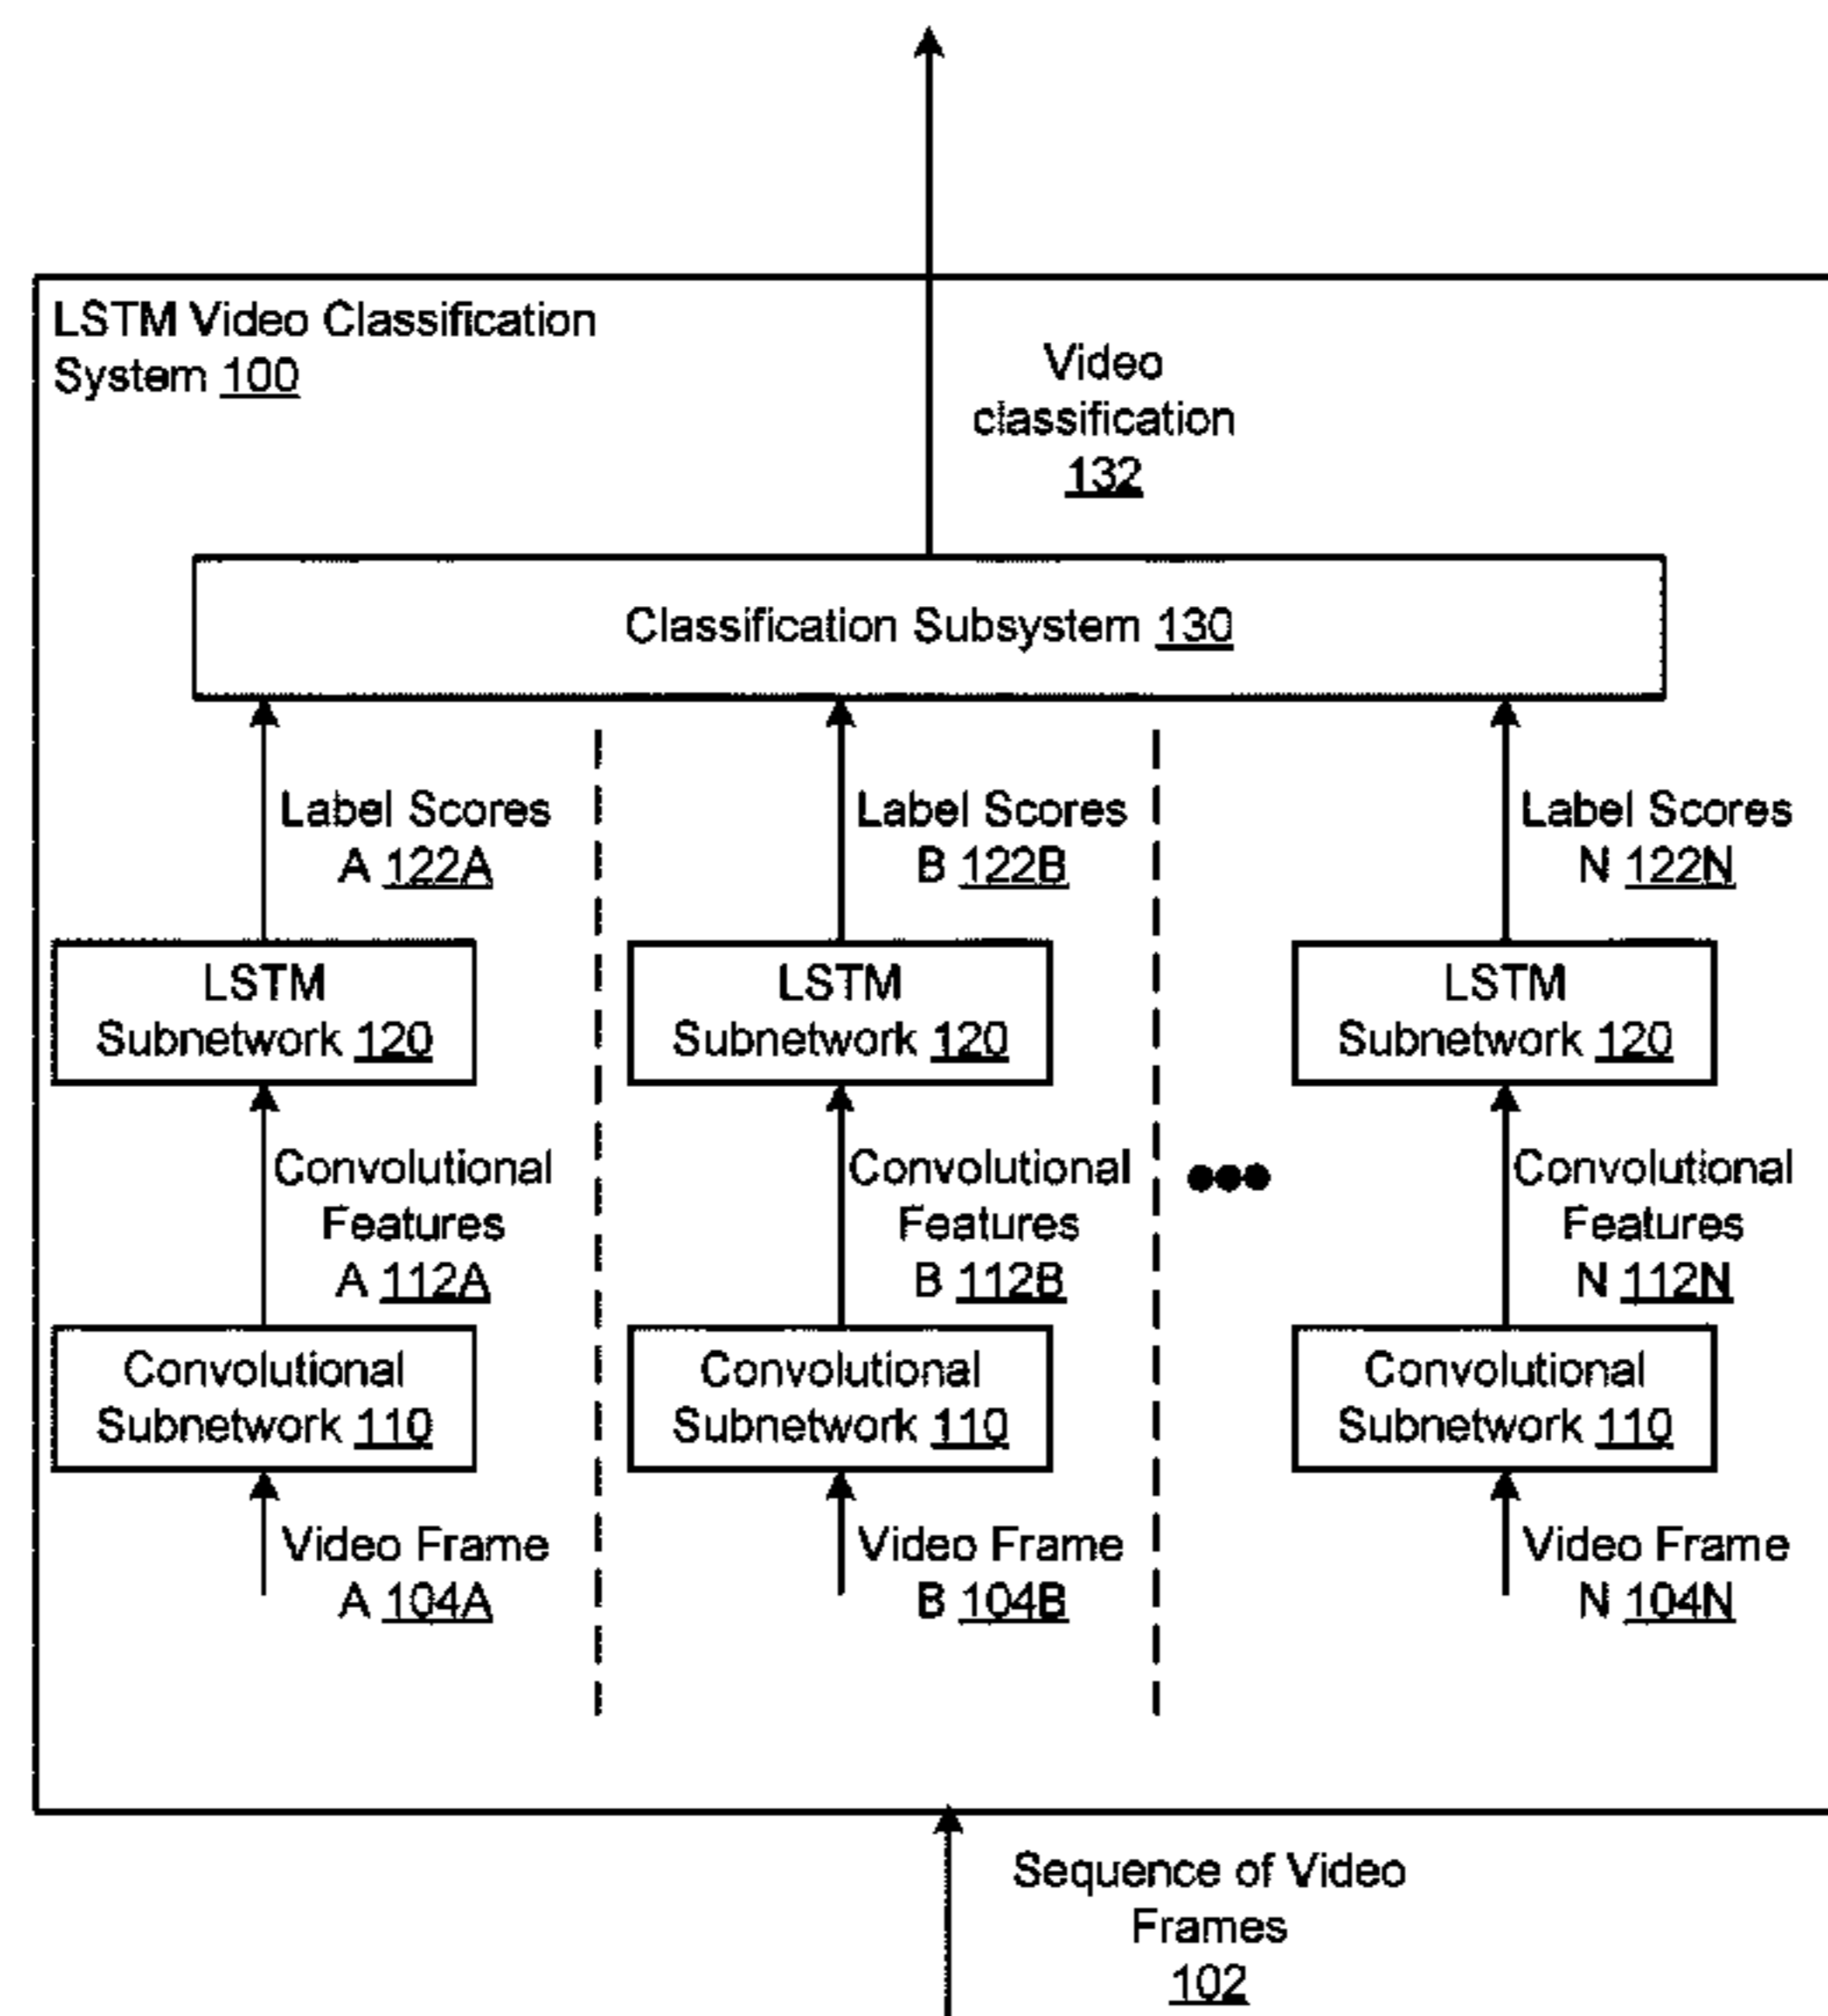 LSTM Video Classification
System 100
Video
classification
132
Classification Subsystem 130
Label Scores
A 122A
Label Scores
B 122B
Label Scores
N 122N
LSTM
Subnetwork 120
LSTM
Subnetwork 120
LSTM
Subnetwork 120
Convolutional
Features
A 112A
Convolutional
Features
B 112B
Convolutional
Features
N 112N
Convolutional
Subnetwork 110
Convolutional
Subnetwork 110
Convolutional
Subnetwork 110
Video Frame
A 104A
Video Frame
B 104B
Video Frame
N 104N
Sequence of Video
Frames
102